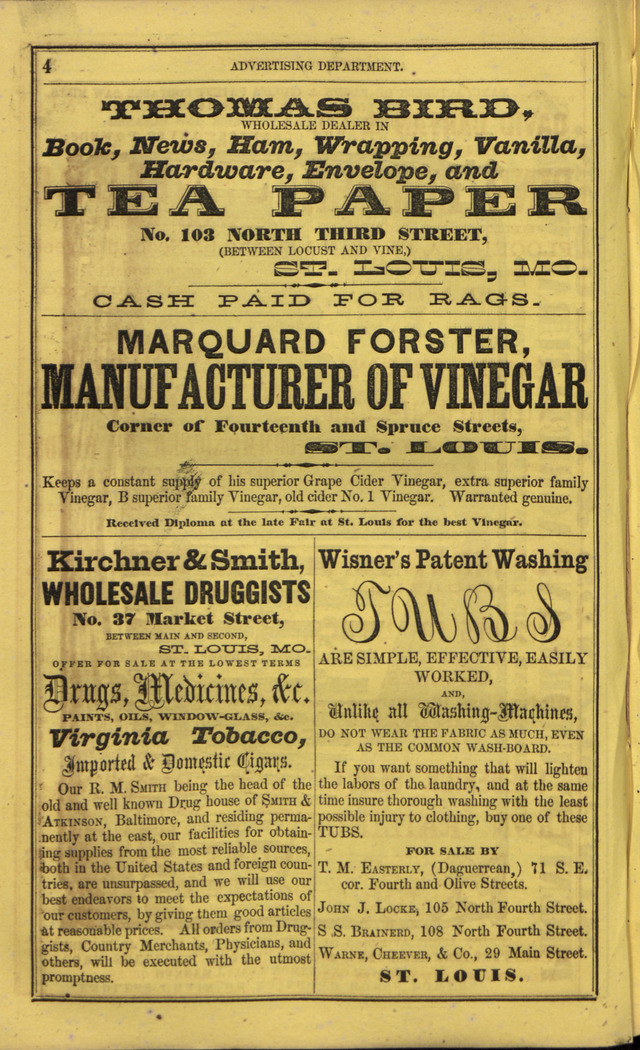 4
ADVERTISING DEPARTMENT.
THOMAS BIRD,
WHOLESALE DEALER IN
Book, News, Ham, Wrapping, Vanilla,
Hardware, Envelope, and
TEA PAPER
No. 103 NORTH THIRD STREET,
(BETWEEN LOCUST AND VINE,)
ST. LOUIS, MO.
CASH PAID FOR RAGS.
MARQUARD FORSTER,
MANUFACTURER OF VINEGAR
Corner of Fourteenth and Spruce Streets,
ST. LOUIS.
Keeps a constant supply of his superior Grape Cider Vinegar, extra superior family
Vinegar, B superior family Vinegar, old cider No. 1 Vinegar. Warranted genuine.
Received Diploma at the late Fair at St. Louis for the best Vinegar.
Kirchner & Smith,
WHOLESALE DRUGGISTS
No. 37 Market Street,
BETWEEN MAIN AND SECOND,
ST. LOUIS, MO.
OFFER FOR SALE AT THE LOWEST TERMS
Drugs, Medicines, &c.
PAINTS, OILS, WINDOW-GLASS, &c.
Virginia Tobacco,
Imported & Domestic Cigars.
Our R. M. SMITH being the head of the
old and well known Drug house of SMITH &
ATKINSON, Baltimore, and residing perma-
nently at the east, our facilities for obtain-
ing supplies from the most reliable sources,
both in the United States and foreign coun-
tries, are unsurpassed, and we will use our
best endeavors to meet the expectations of
our customers, by giving them good articles
at reasonable prices. All orders from Drug-
gists, Country Merchants, Physicians, and
others, will be executed with the utmost
promptness.
Wisner's Patent Washing
TUBS
ARE SIMPLE, EFFECTIVE, EASILY
WORKED,
AND,
Unlike all Washing-Machines,
DO NOT WEAR THE FABRIC AS MUCH, EVEN
AS THE COMMON WASH-BOARD.
If you want something that will lighten
the labors of the laundry, and at the same
time insure thorough washing with the least
possible injury to clothing, buy one of these
TUBS.
FOR SALE BY
T. M. EASTERLY, (Daguerrean,) 71 S. E.
cor. Fourth and Olive Streets.
JOHN J. LOCKE, 105 North Fourth Street.
S. S. BRAINERD, 108 North Fourth Street.
WARNE, CHEEVER, & Co., 29 Main Street.
ST. LOUIS.